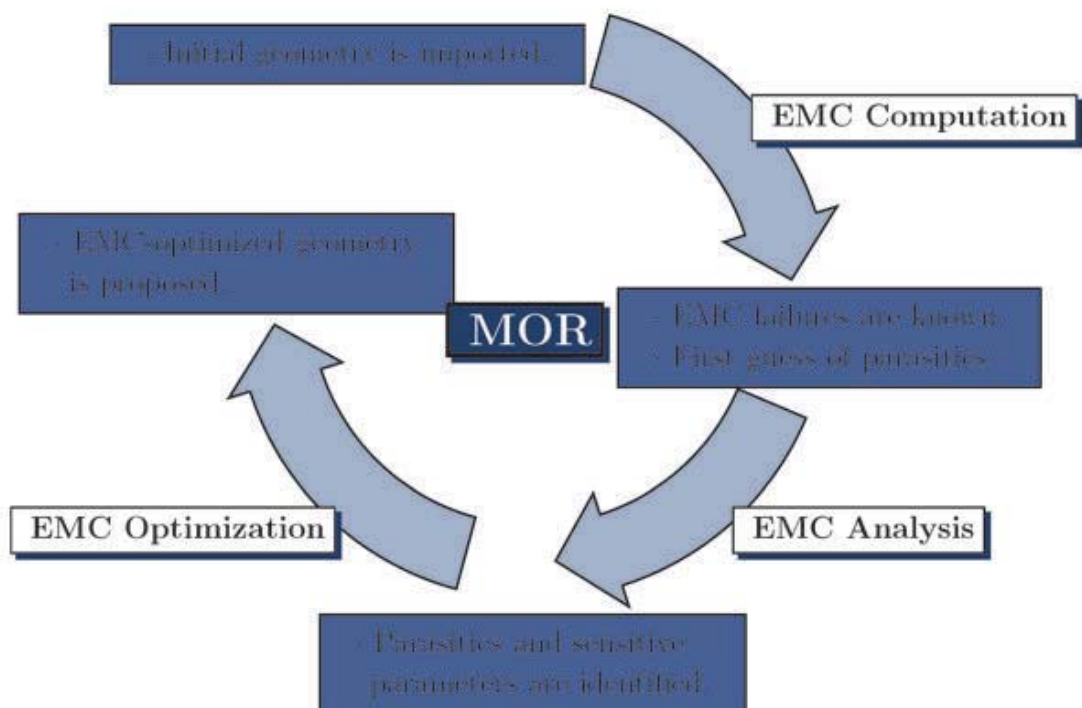 - Initial geometry is imported.
EMC Computation
- EMC-optimized geometry
is proposed.
MOR
- EMC-failures are known.
- First guess of parasitics.
EMC Optimization
EMC Analysis
- Parasitics and sensitive
parameters are identified.